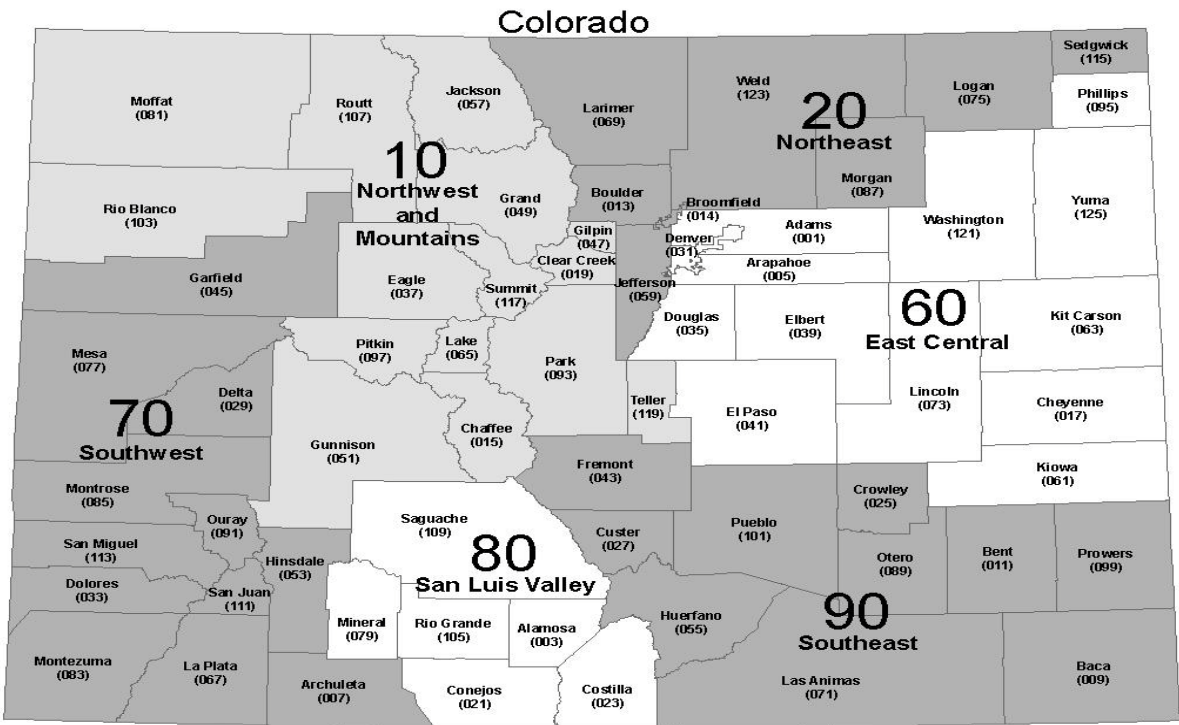 Colorado
Moffat
(081)
Routt
(107)
Jackson
(057)
Larimer
(069)
Weld
(123)
Logan
(075)
Sedgwick
(115)
Phillips
(095)
10
Northwest
and
Mountains
20
Northeast
Rio Blanco
(103)
Grand
(049)
Boulder
(013)
Morgan
(087)
Broomfield
(014)
Gilpin
(047)
Clear Creek
(019)
Denver
(031)
Adams
(001)
Arapahoe
(005)
Washington
(121)
Yuma
(125)
Garfield
(045)
Eagle
(037)
Summit
(117)
Jefferson
(059)
Douglas
(035)
Elbert
(039)
60
East Central
Kit Carson
(063)
Mesa
(077)
Pitkin
(097)
Lake
(065)
Park
(093)
Delta
(029)
Teller
(119)
El Paso
(041)
Lincoln
(073)
Cheyenne
(017)
70
Southwest
Gunnison
(051)
Chaffee
(015)
Fremont
(043)
Kiowa
(061)
Montrose
(085)
Ouray
(091)
Saguache
(109)
Custer
(027)
Pueblo
(101)
Crowley
(025)
San Miguel
(113)
Hinsdale
(053)
80
San Luis Valley
Otero
(089)
Bent
(011)
Prowers
(099)
Dolores
(033)
San Juan
(111)
Mineral
(079)
Rio Grande
(105)
Alamosa
(003)
Huerfano
(055)
90
Southeast
Montezuma
(083)
La Plata
(067)
Archuleta
(007)
Conejos
(021)
Costilla
(023)
Las Animas
(071)
Baca
(009)